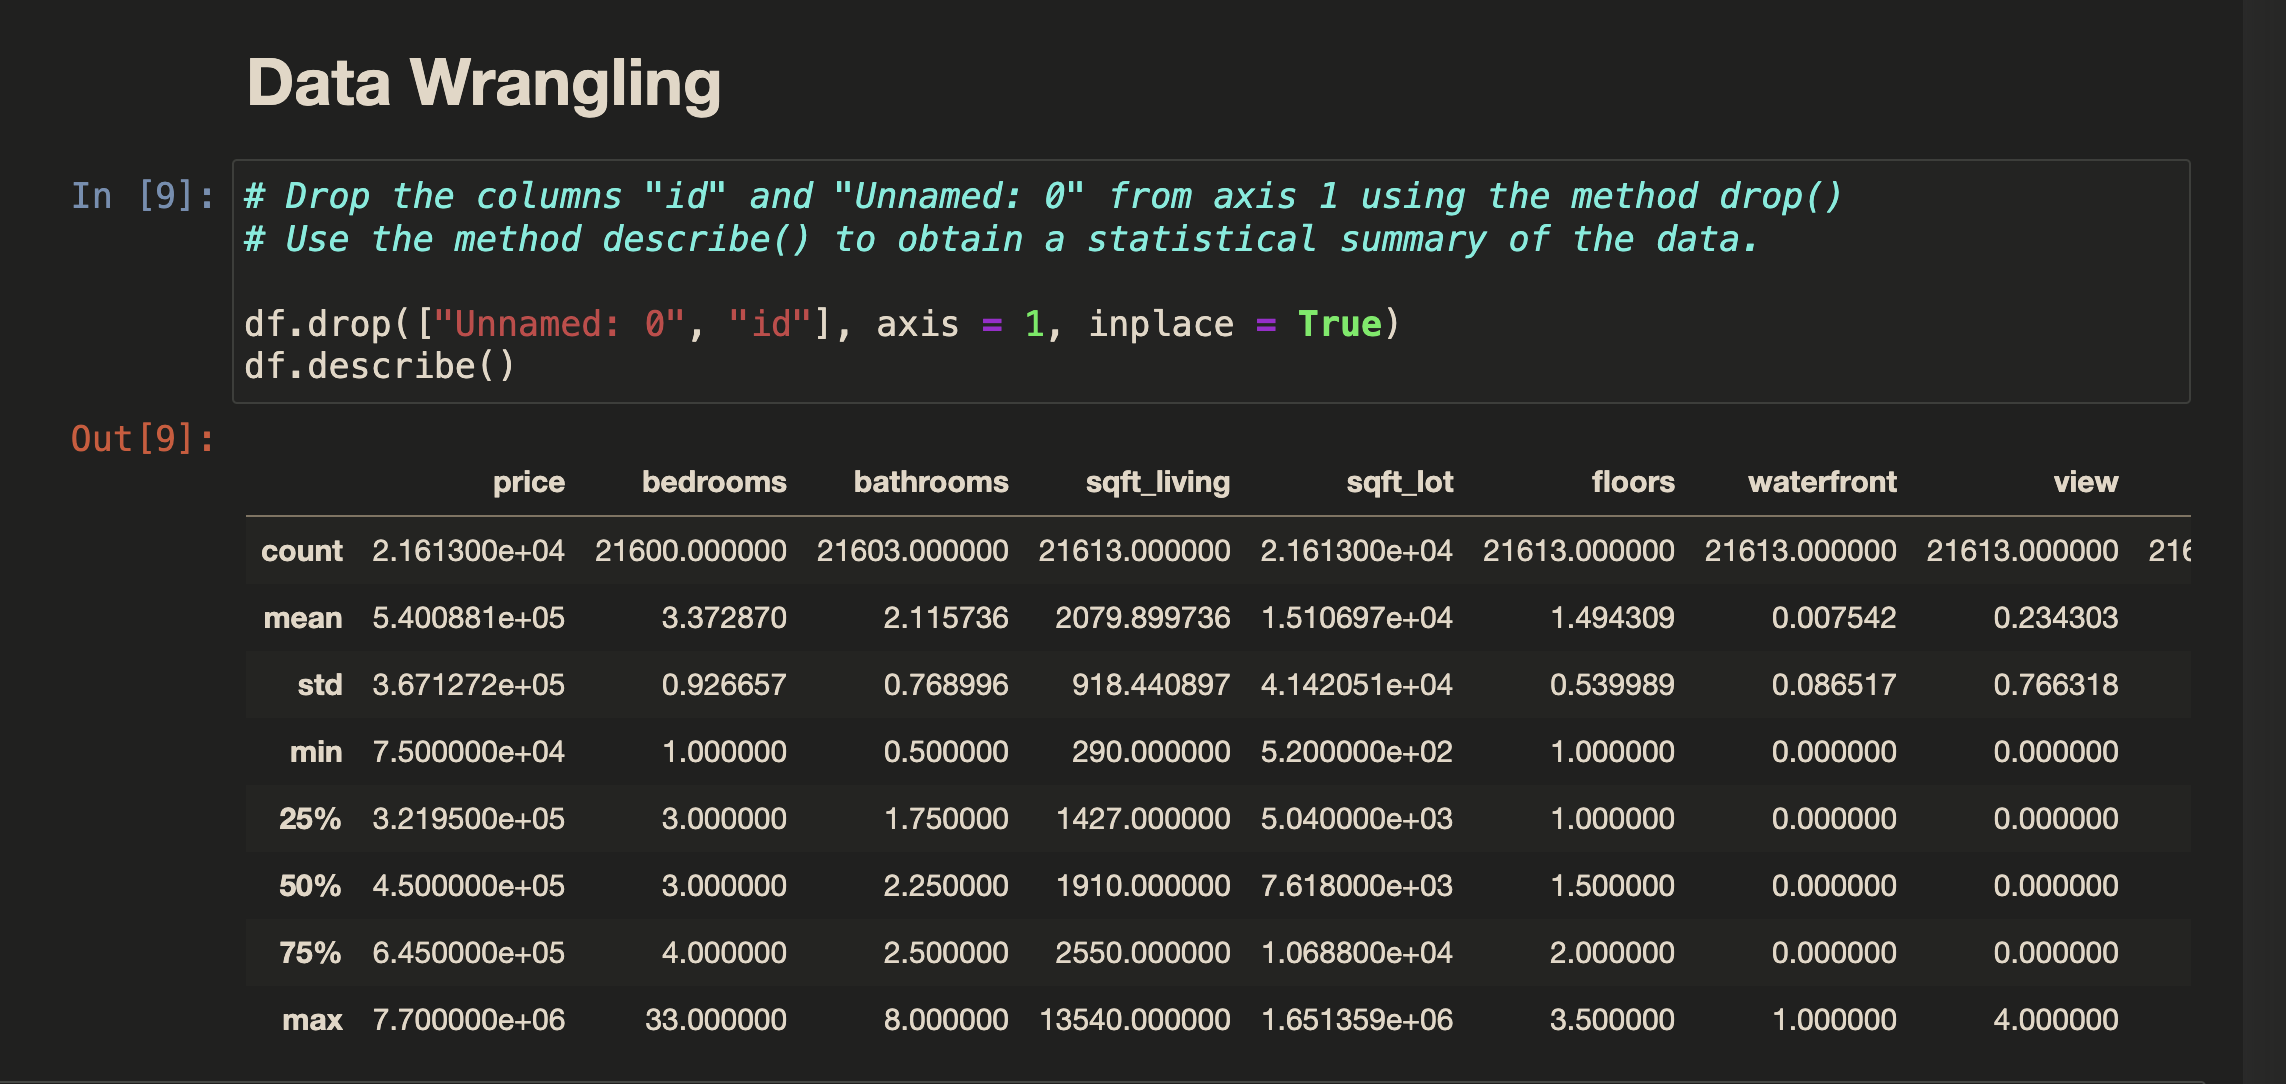 Data Wrangling
In [9]:
# Drop the columns "id" and "Unnamed: 0" from axis 1 using the method drop()
# Use the method describe() to obtain a statistical summary of the data.
df.drop(["Unnamed: 0", "id"], axis = 1, inplace = True)
df.describe()
Out[9]:
price bedrooms bathrooms sqft_living sqft_lot floors waterfront view
count 2.161300e+04 21600.000000 21603.000000 21613.000000 2.161300e+04 21613.000000 21613.000000 21613.000000 216
mean 5.400881e+05 3.372870 2.115736 2079.899736 1.510697e+04 1.494309 0.007542 0.234303
std 3.671272e+05 0.926657 0.768996 918.440897 4.142051e+04 0.539989 0.086517 0.766318
min 7.500000e+04 1.000000 0.500000 290.000000 5.200000e+02 1.000000 0.000000 0.000000
25% 3.219500e+05 3.000000 1.750000 1427.000000 5.040000e+03 1.000000 0.000000 0.000000
50% 4.500000e+05 3.000000 2.250000 1910.000000 7.618000e+03 1.500000 0.000000 0.000000
75% 6.450000e+05 4.000000 2.500000 2550.000000 1.068800e+04 2.000000 0.000000 0.000000
max 7.700000e+06 33.000000 8.000000 13540.000000 1.651359e+06 3.500000 1.000000 4.000000